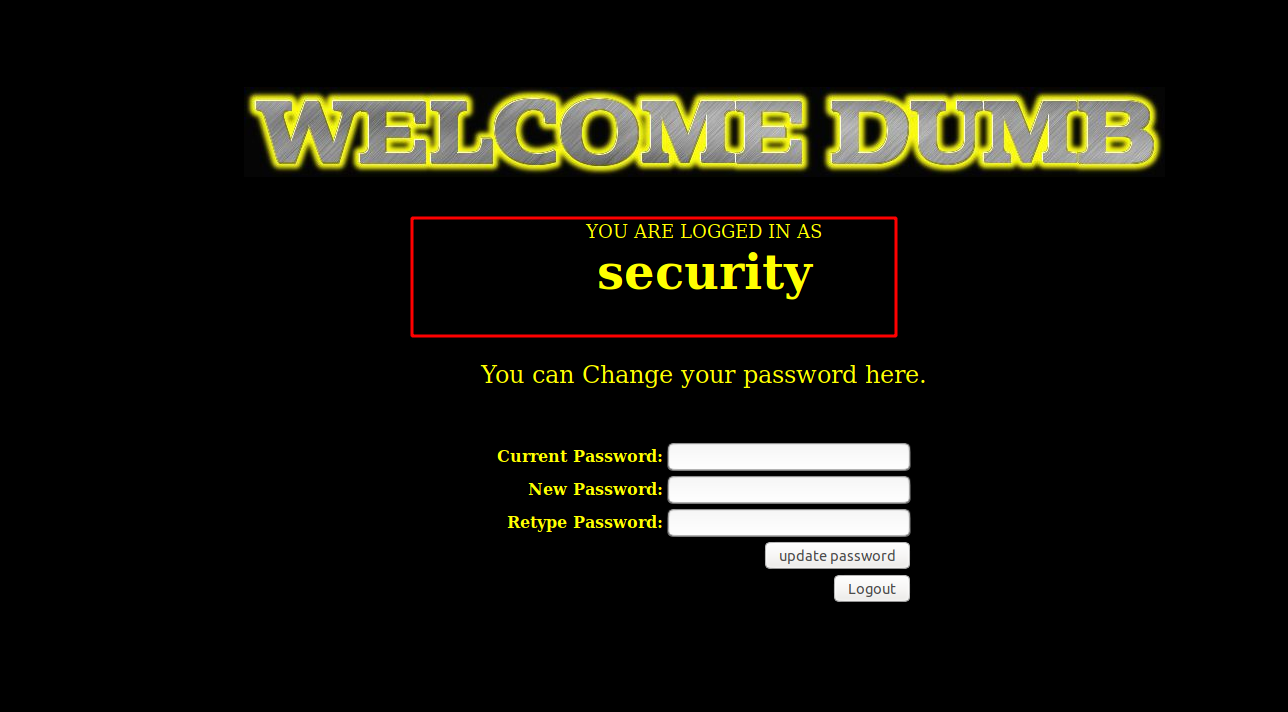 WELCOME DUMB
YOU ARE LOGGED IN AS
security
You can Change your password here.
Current Password:
New Password:
Retype Password:
update password
Logout